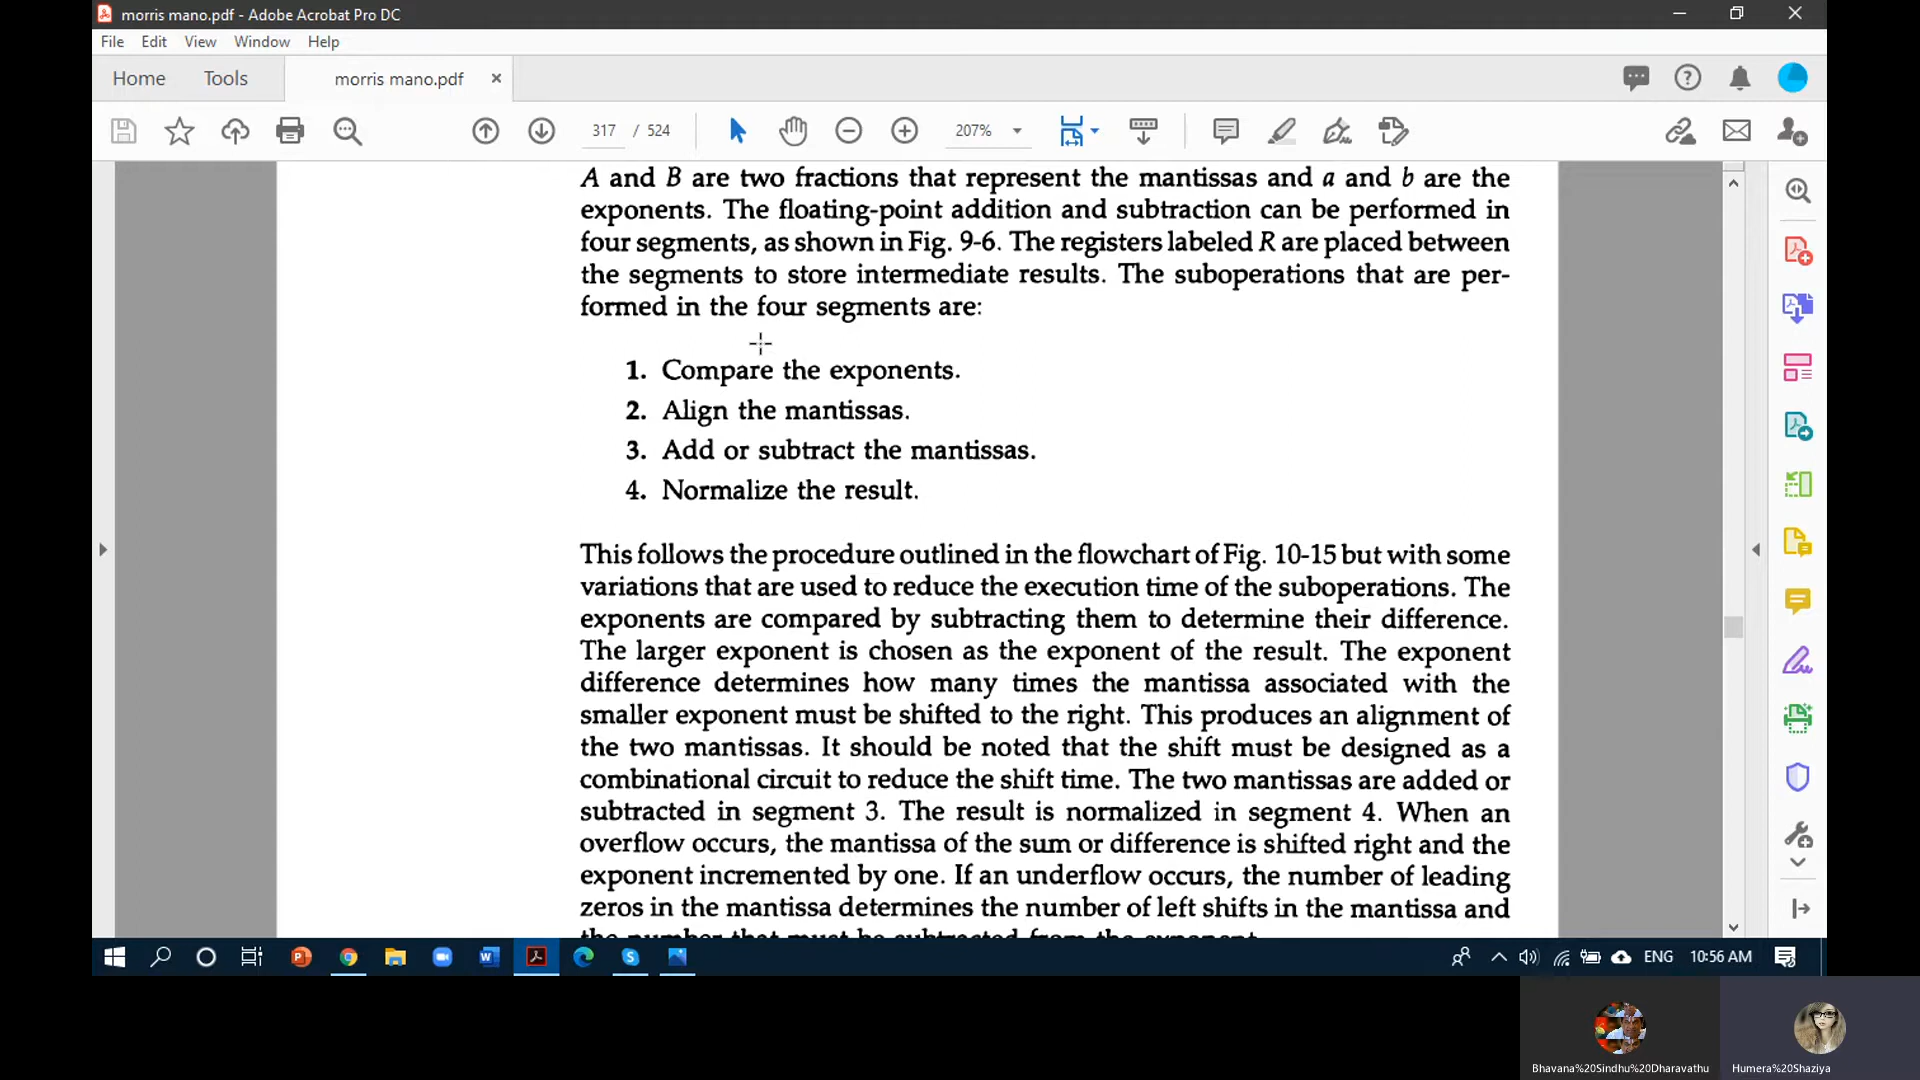 morris mano.pdf - Adobe Acrobat Pro DC
File Edit View Window Help
Home Tools morris mano.pdf
317 / 524 207%
A and B are two fractions that represent the mantissas and a and b are the
exponents. The floating-point addition and subtraction can be performed in
four segments, as shown in Fig. 9-6. The registers labeled R are placed between
the segments to store intermediate results. The suboperations that are per-
formed in the four segments are:
1. Compare the exponents.
2. Align the mantissas.
3. Add or subtract the mantissas.
4. Normalize the result.
This follows the procedure outlined in the flowchart of Fig. 10-15 but with some
variations that are used to reduce the execution time of the suboperations. The
exponents are compared by subtracting them to determine their difference.
The larger exponent is chosen as the exponent of the result. The exponent
difference determines how many times the mantissa associated with the
smaller exponent must be shifted to the right. This produces an alignment of
the two mantissas. It should be noted that the shift must be designed as a
combinational circuit to reduce the shift time. The two mantissas are added or
subtracted in segment 3. The result is normalized in segment 4. When an
overflow occurs, the mantissa of the sum or difference is shifted right and the
exponent incremented by one. If an underflow occurs, the number of leading
zeros in the mantissa determines the number of left shifts in the mantissa and
the number that must be subtracted from the exponent.
ENG 10:56 AM
Bhavana%20Sindhu%20Dharavathu Humera%20Shaziya